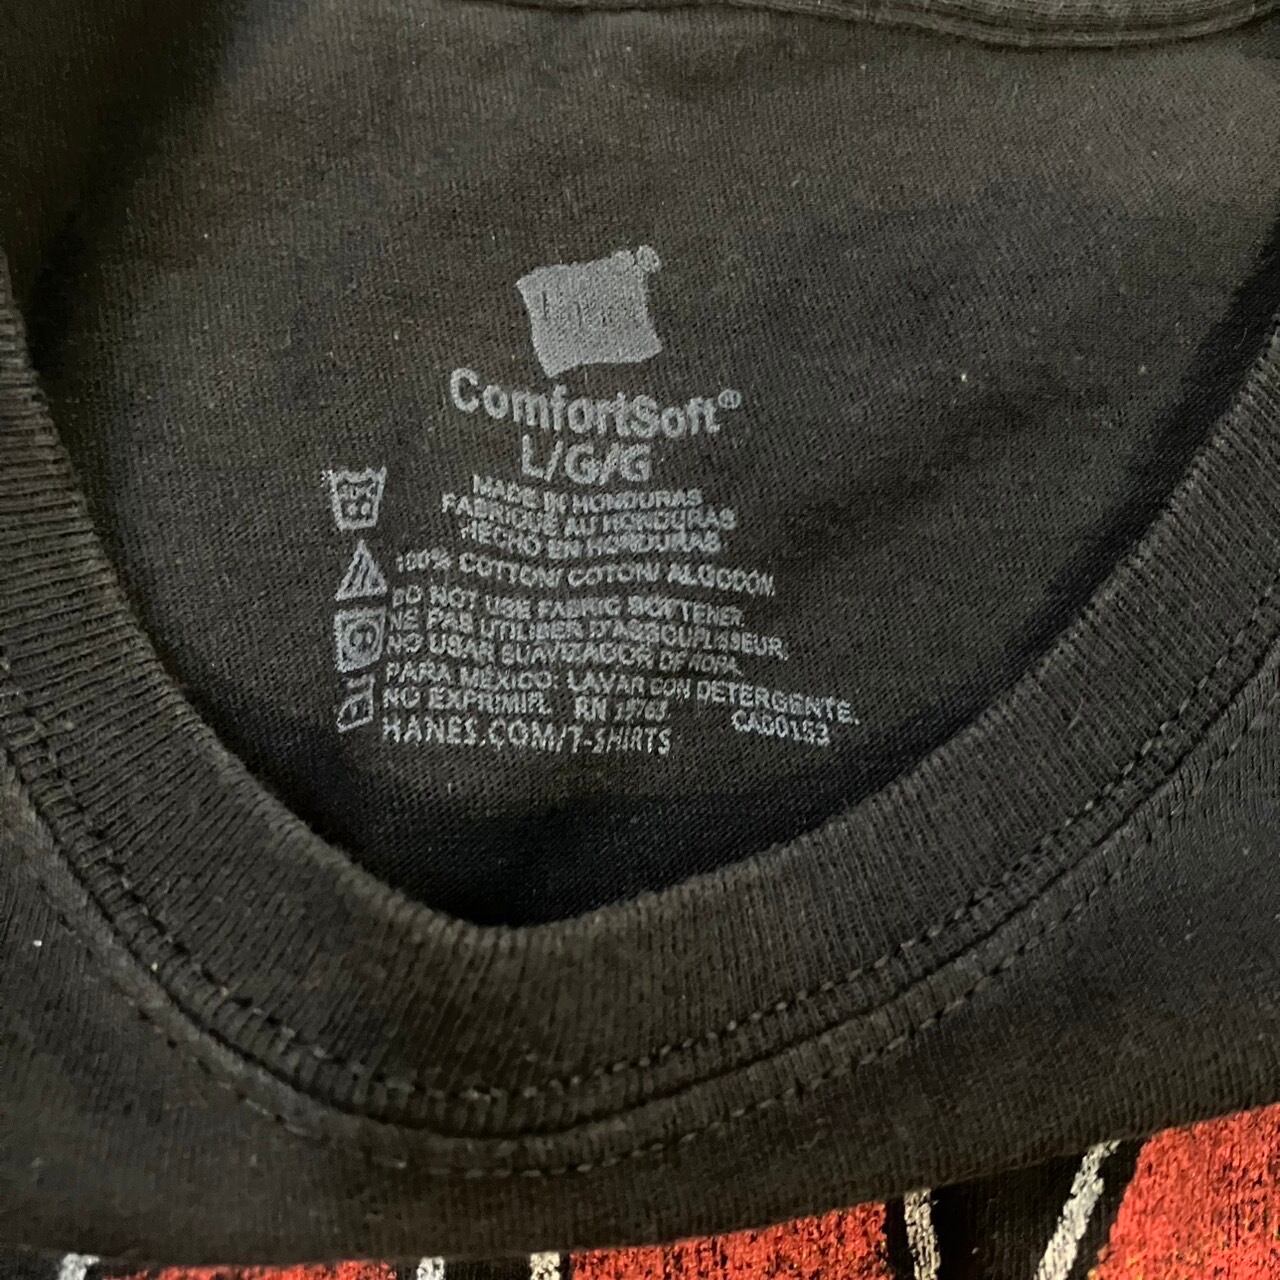 ComfortSoft®
L/G/G
MADE IN HONDURAS
FABRIQUÉ AU HONDURAS
HECHO EN HONDURAS
100% COTTON/ COTON/ ALGODÓN
DO NOT USE FABRIC SOFTENER.
NE PAS UTILISER D'ASSOUPLISSEUR.
NO USAR SUAVIZADOR DE ROPA.
PARA MÉXICO: LAVAR CON DETERGENTE.
NO EXPRIMIR. RN 15763. CA00153
HANES.COM/T-SHIRTS